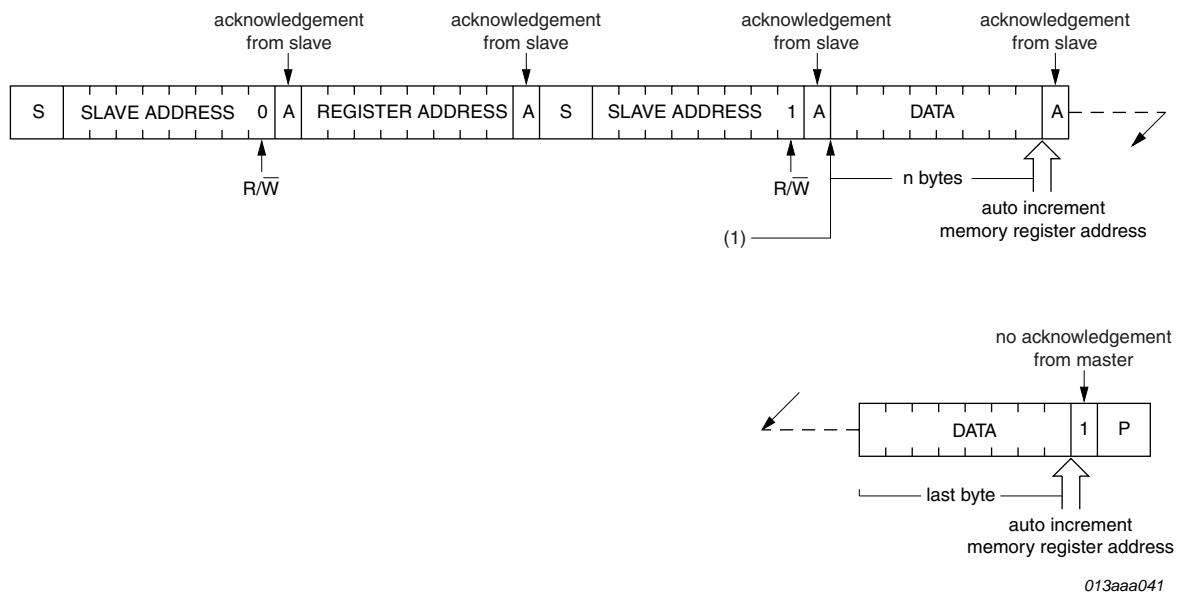 acknowledgement from slave
acknowledgement from slave
acknowledgement from slave
acknowledgement from slave
S SLAVE ADDRESS 0 A REGISTER ADDRESS A S SLAVE ADDRESS 1 A DATA A
R/W̅
R/W̅
n bytes
auto increment
memory register address
(1)
no acknowledgement
from master
DATA 1 P
last byte
auto increment
memory register address
013aaa041